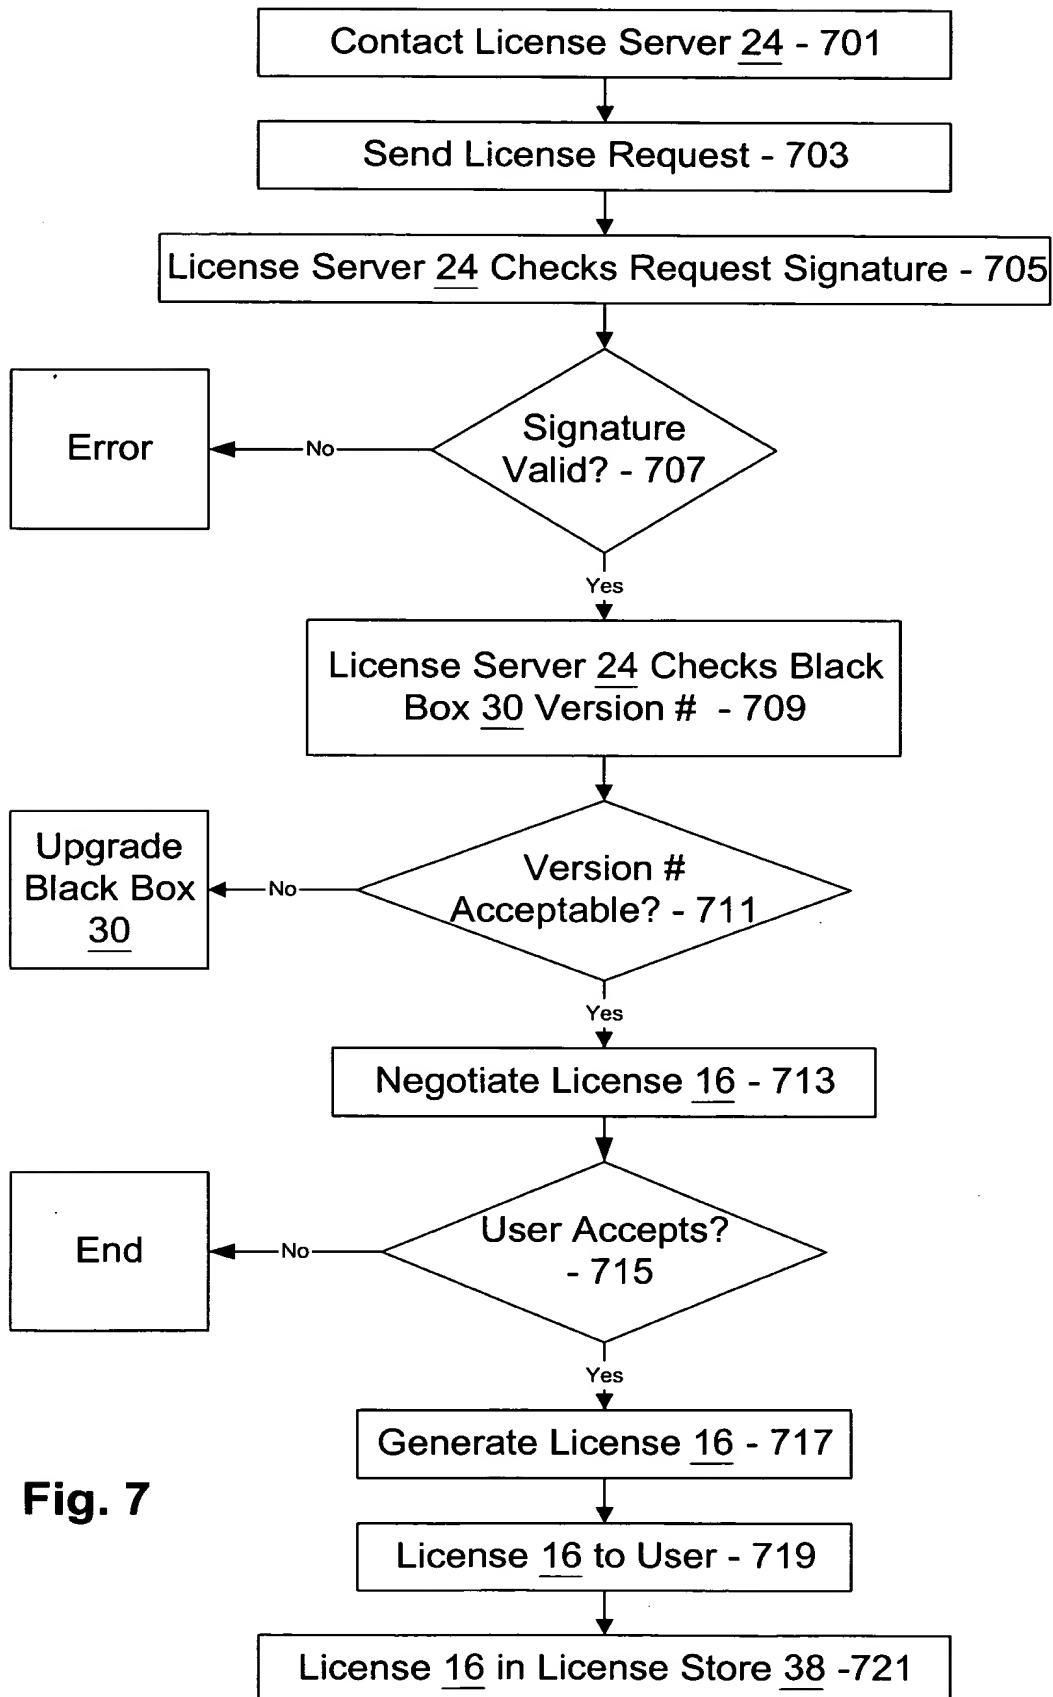 Contact License Server 24 - 701
Send License Request - 703
License Server 24 Checks Request Signature - 705
Signature
Valid? - 707
No
Error
Yes
License Server 24 Checks Black
Box 30 Version # - 709
Version #
Acceptable? - 711
No
Upgrade
Black Box
30
Yes
Negotiate License 16 - 713
User Accepts?
- 715
No
End
Yes
Generate License 16 - 717
Fig. 7
License 16 to User - 719
License 16 in License Store 38 -721